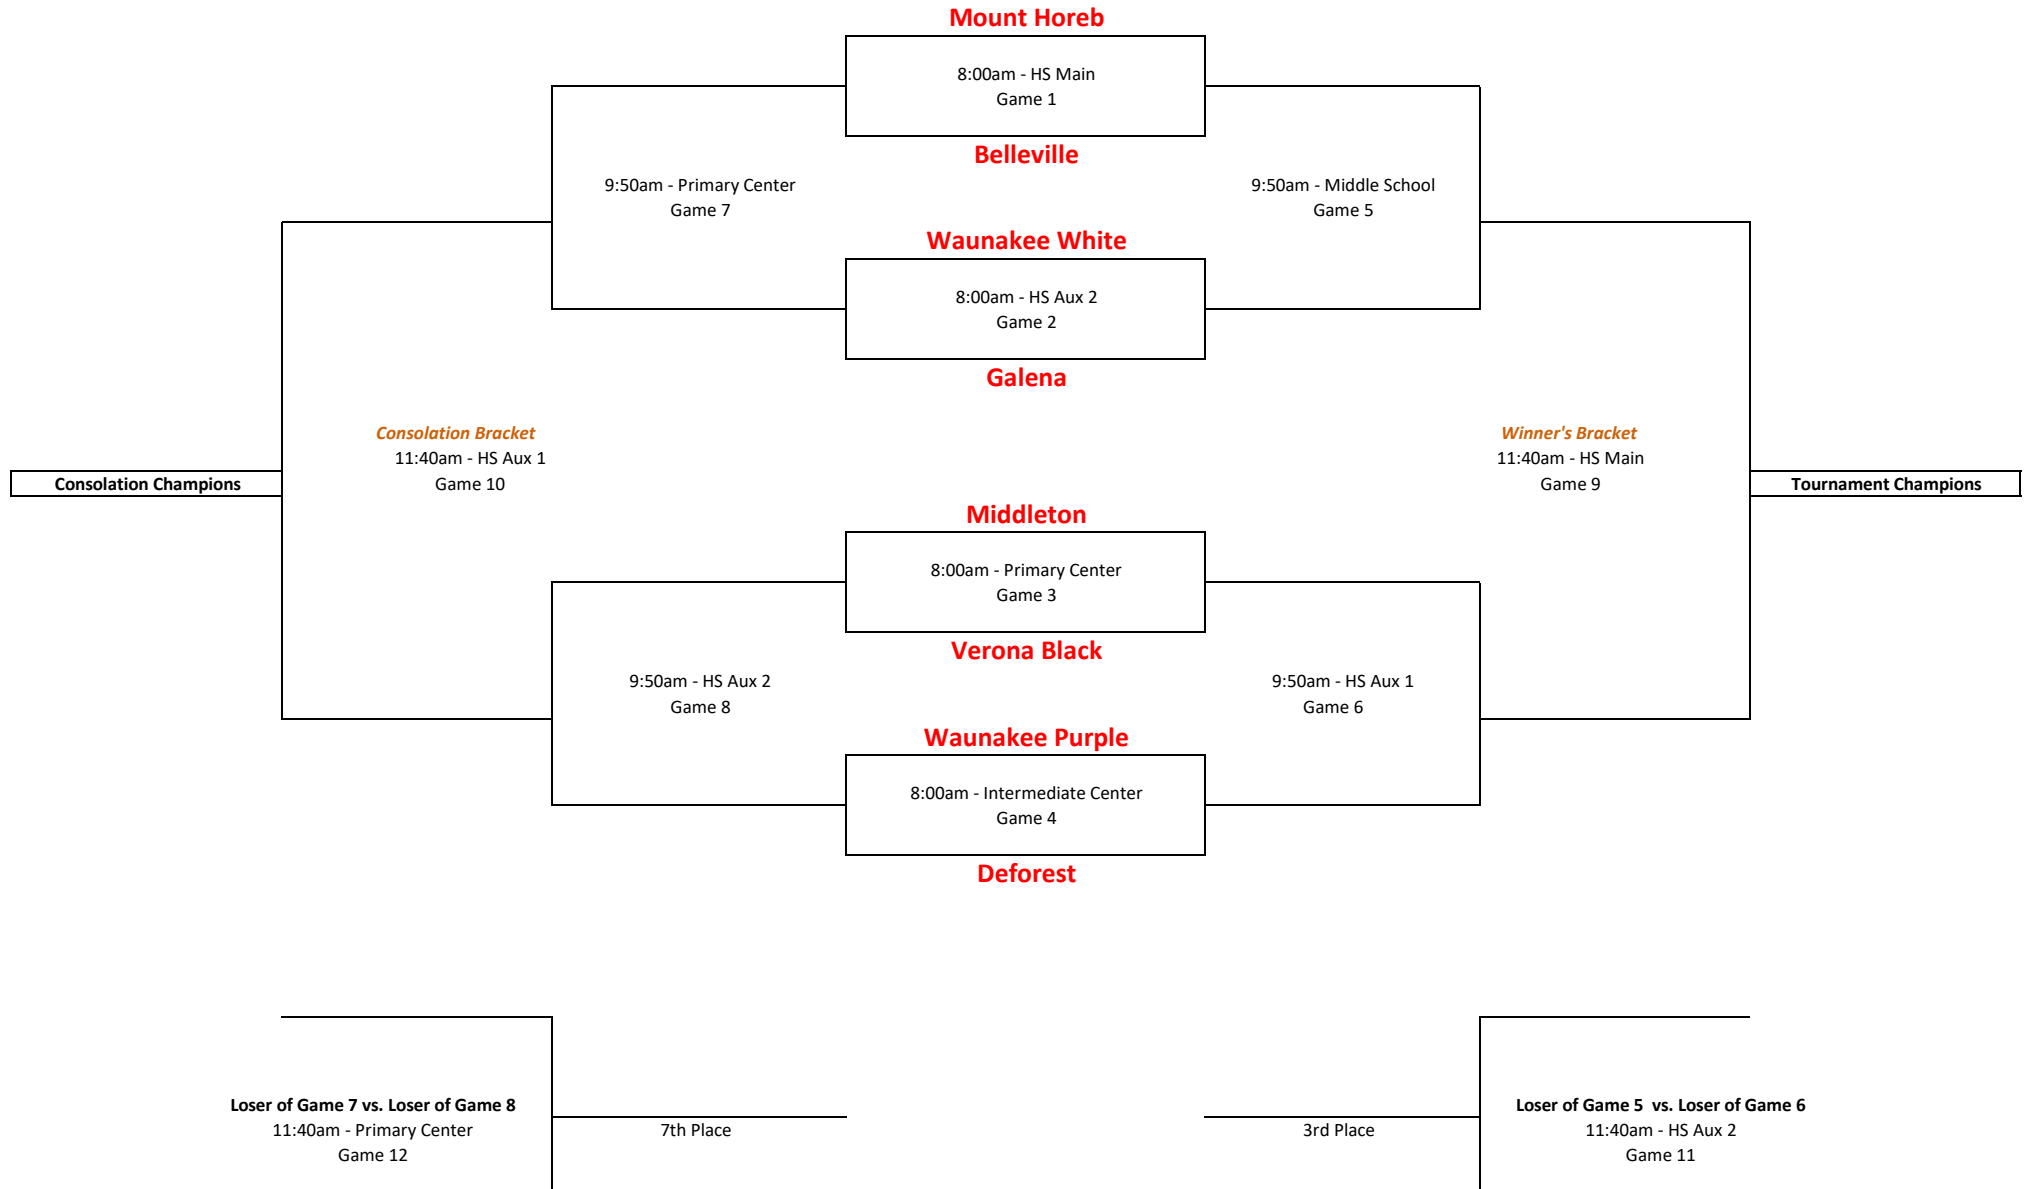 Mount Horeb
8:00am - HS Main
Game 1
Belleville
9:50am - Primary Center
Game 7
9:50am - Middle School
Game 5
Waunakee White
8:00am - HS Aux 2
Game 2
Galena
Consolation Bracket
11:40am - HS Aux 1
Game 10
Consolation Champions
Winner's Bracket
11:40am - HS Main
Game 9
Tournament Champions
Middleton
8:00am - Primary Center
Game 3
Verona Black
9:50am - HS Aux 2
Game 8
9:50am - HS Aux 1
Game 6
Waunakee Purple
8:00am - Intermediate Center
Game 4
Deforest
Loser of Game 7 vs. Loser of Game 8
11:40am - Primary Center
Game 12
7th Place
3rd Place
Loser of Game 5  vs. Loser of Game 6
11:40am - HS Aux 2
Game 11